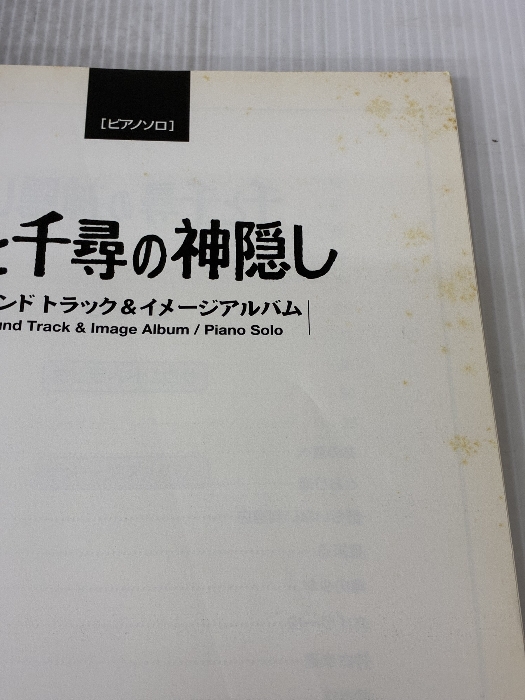 [ピアノソロ]
と千尋の神隠し
ンド トラック&イメージアルバム
und Track & Image Album / Piano Solo